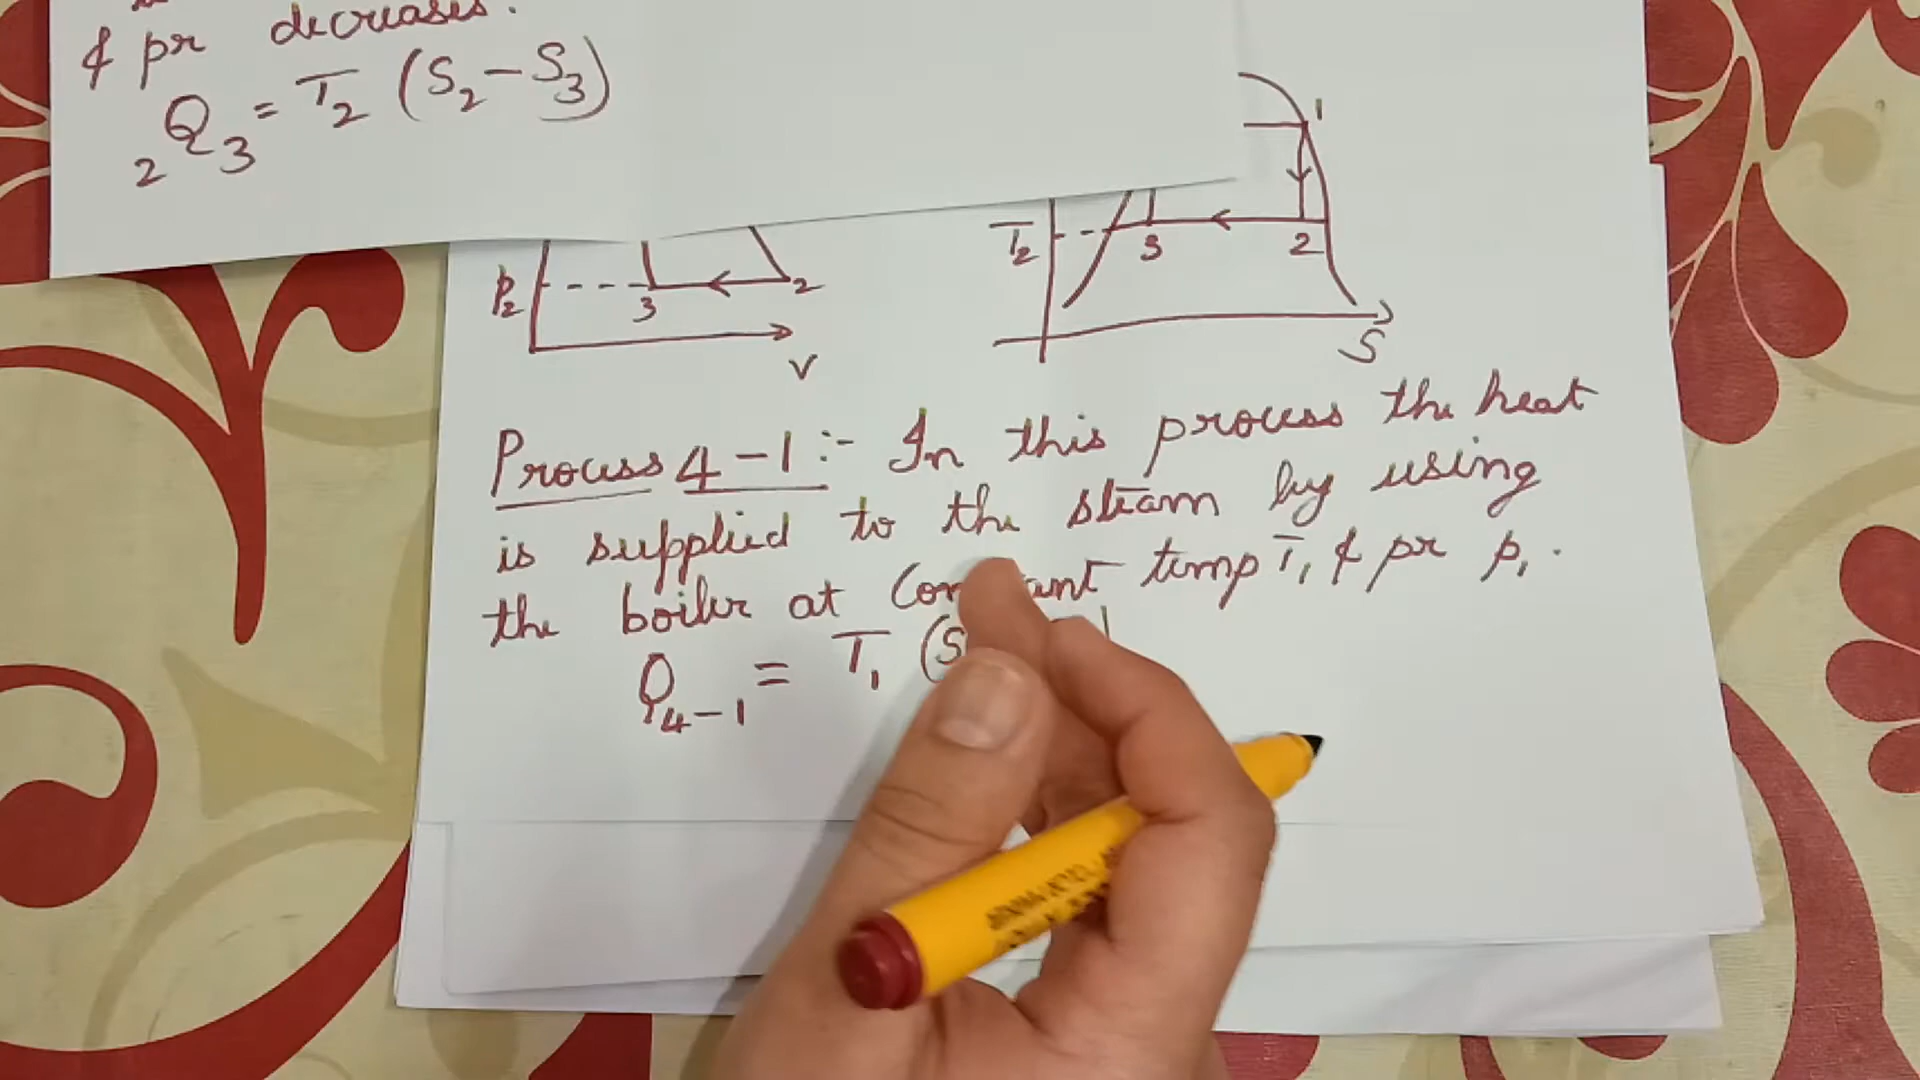 & pr decreases.
₂Q₃ = T₂ (S₂ – S₃)
1
T₂
3
2
S
p₂
3
2
V
Process 4 – 1 :- In this process the heat
is supplied to the steam by using
the boiler at temp T₁ & pr p₁.
Q₄₋₁ = T₁ (S